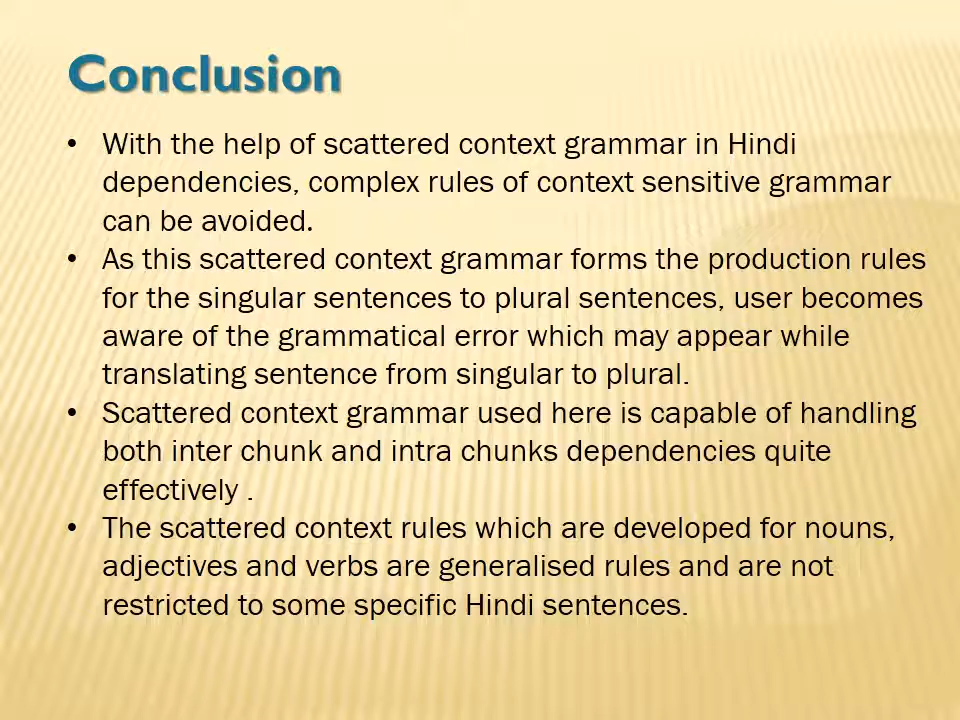 Conclusion
• With the help of scattered context grammar in Hindi
dependencies, complex rules of context sensitive grammar
can be avoided.
• As this scattered context grammar forms the production rules
for the singular sentences to plural sentences, user becomes
aware of the grammatical error which may appear while
translating sentence from singular to plural.
• Scattered context grammar used here is capable of handling
both inter chunk and intra chunks dependencies quite
effectively .
• The scattered context rules which are developed for nouns,
adjectives and verbs are generalised rules and are not
restricted to some specific Hindi sentences.